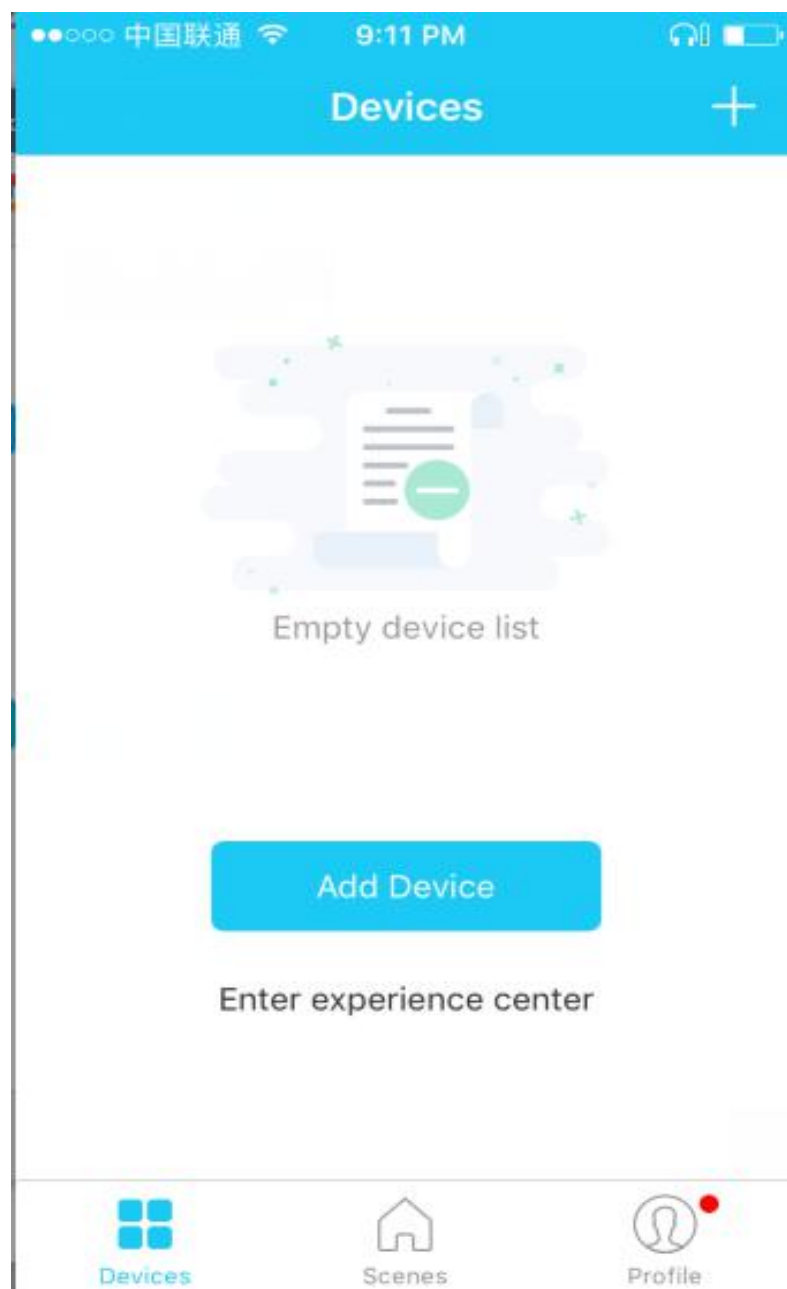 中国联通 9:11 PM
Devices
Empty device list
Add Device
Enter experience center
Devices Scenes Profile